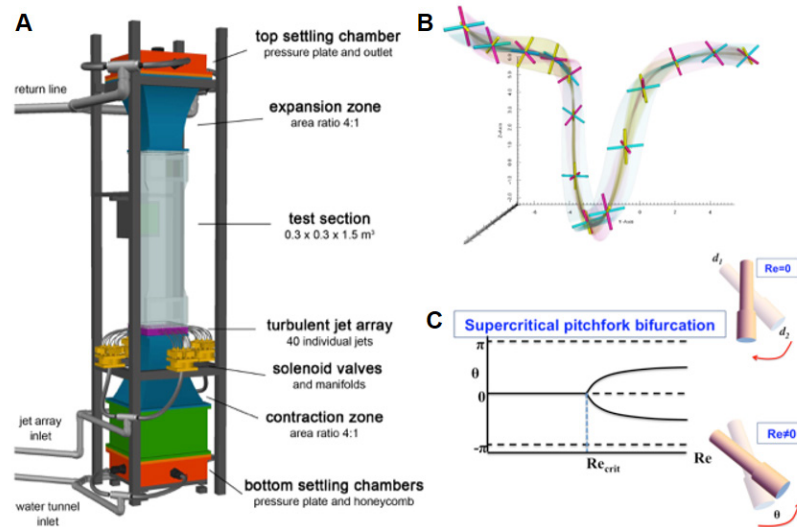 A
top settling chamber
pressure plate and outlet
return line
expansion zone
area ratio 4:1
test section
0.3 x 0.3 x 1.5 m³
turbulent jet array
40 individual jets
solenoid valves
and manifolds
contraction zone
area ratio 4:1
jet array
inlet
bottom settling chambers
pressure plate and honeycomb
water tunnel
inlet
B
C
Supercritical pitchfork bifurcation
π
θ
0
-π
Re_crit
Re
d₁
Re=0
d₂
Re≠0
θ